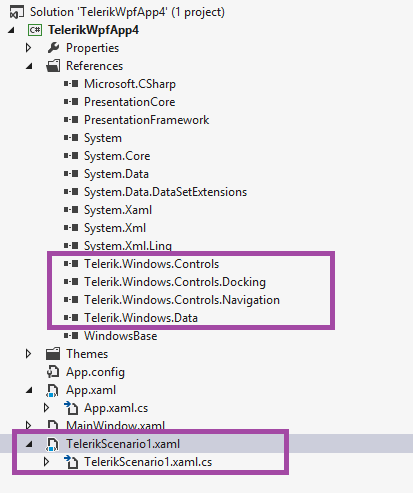 Solution 'TelerikWpfApp4' (1 project)
C# TelerikWpfApp4
Properties
References
Microsoft.CSharp
PresentationCore
PresentationFramework
System
System.Core
System.Data
System.Data.DataSetExtensions
System.Xaml
System.Xml
System.Xml.Linq
Telerik.Windows.Controls
Telerik.Windows.Controls.Docking
Telerik.Windows.Controls.Navigation
Telerik.Windows.Data
WindowsBase
Themes
App.config
App.xaml
App.xaml.cs
MainWindow.xaml
TelerikScenario1.xaml
TelerikScenario1.xaml.cs